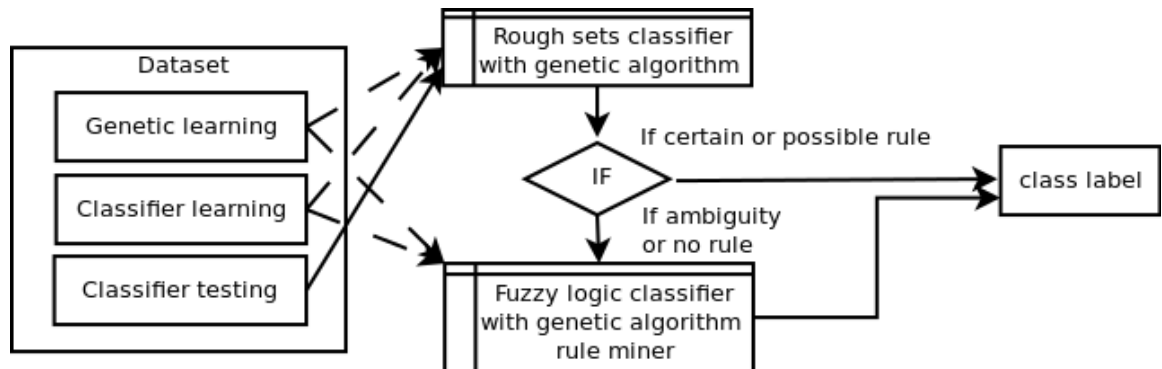 Dataset
Genetic learning
Classifier learning
Classifier testing
Rough sets classifier
with genetic algorithm
IF
If certain or possible rule
If ambiguity
or no rule
Fuzzy logic classifier
with genetic algorithm
rule miner
class label